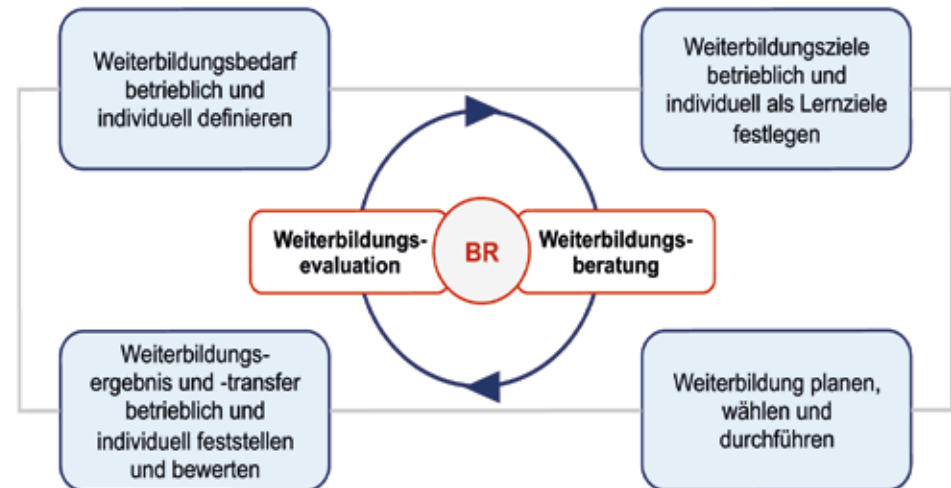 Weiterbildungsbedarf
betrieblich und
individuell definieren
Weiterbildungsziele
betrieblich und
individuell als Lernziele
festlegen
Weiterbildungs-
evaluation
BR
Weiterbildungs-
beratung
Weiterbildungs-
ergebnis und -transfer
betrieblich und
individuell feststellen
und bewerten
Weiterbildung planen,
wählen und
durchführen